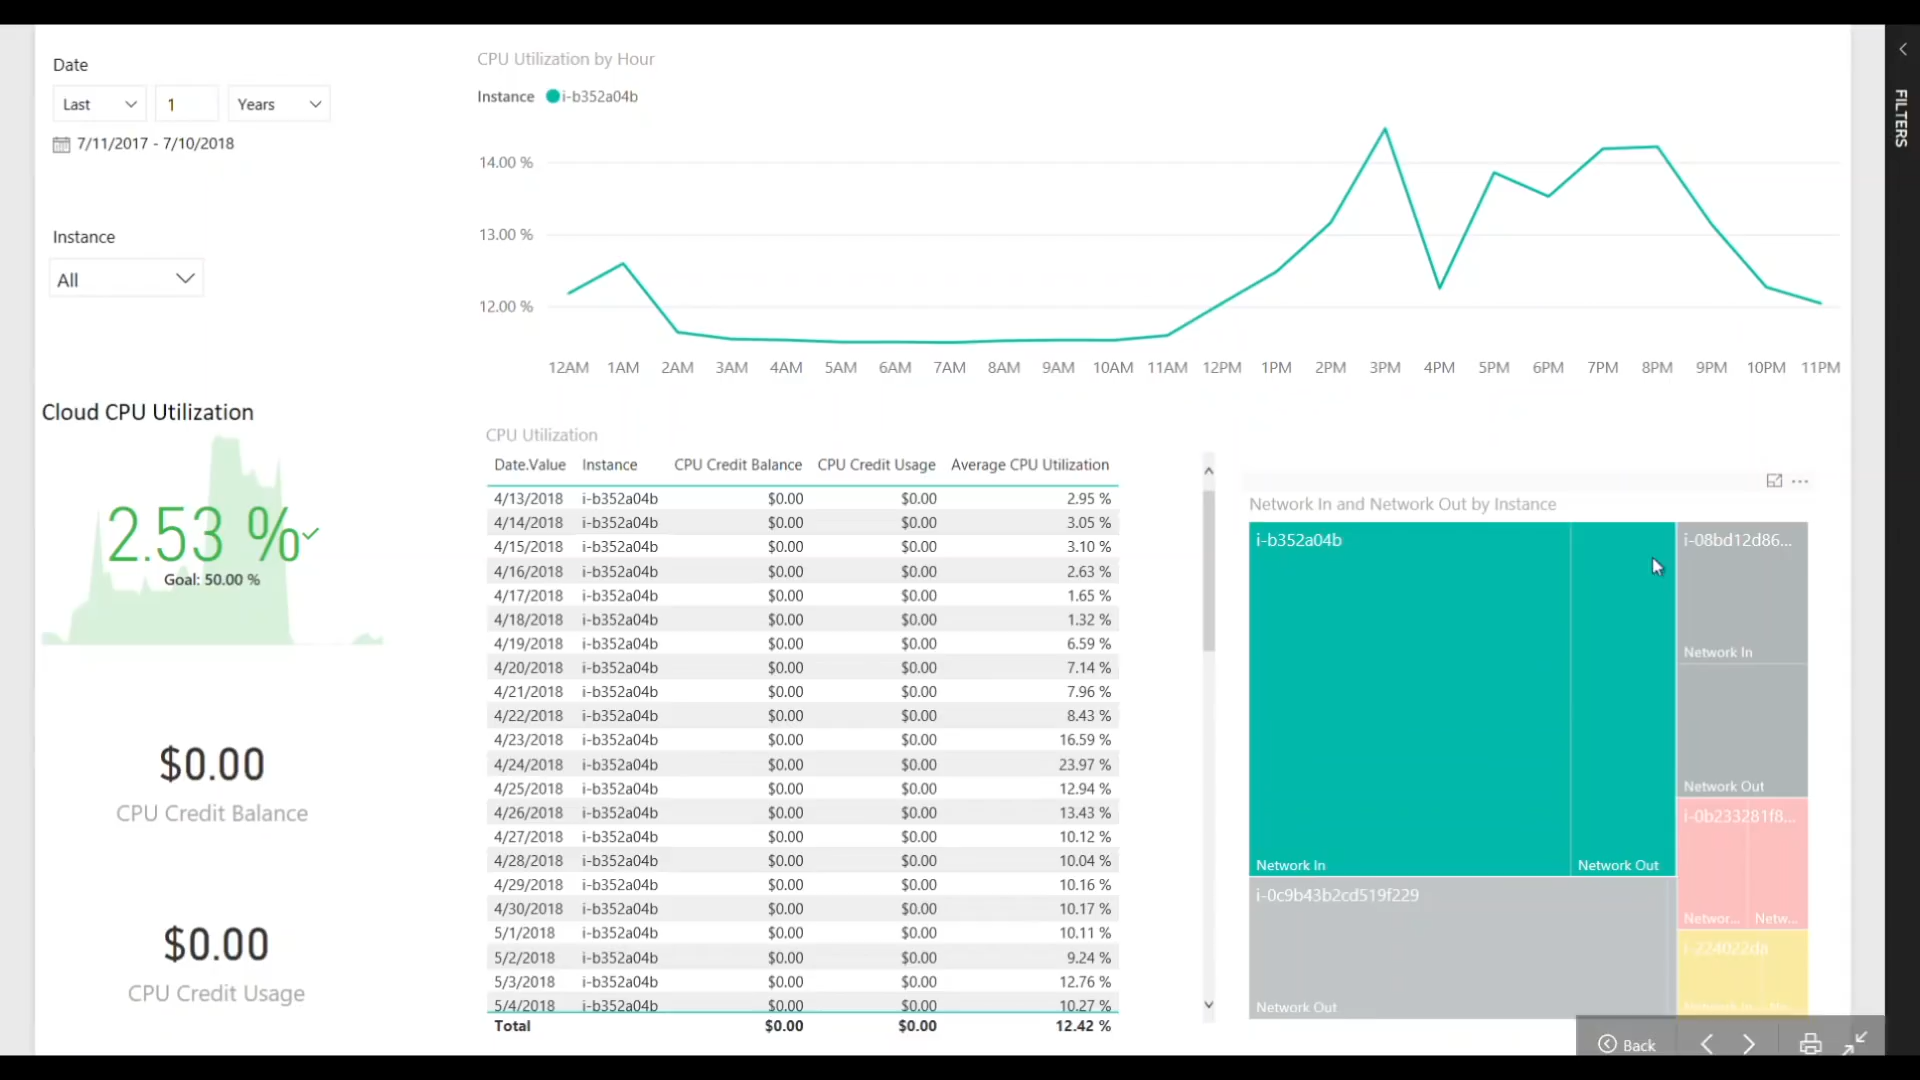 Date
Last 1 Years
7/11/2017 - 7/10/2018
Instance
All
Cloud CPU Utilization
2.53 %
Goal: 50.00 %
$0.00
CPU Credit Balance
$0.00
CPU Credit Usage
CPU Utilization by Hour
Instance i-b352a04b
14.00 %
13.00 %
12.00 %
12AM 1AM 2AM 3AM 4AM 5AM 6AM 7AM 8AM 9AM 10AM 11AM 12PM 1PM 2PM 3PM 4PM 5PM 6PM 7PM 8PM 9PM 10PM 11PM
CPU Utilization
Date.Value Instance CPU Credit Balance CPU Credit Usage Average CPU Utilization
4/13/2018 i-b352a04b $0.00 $0.00 2.95 %
4/14/2018 i-b352a04b $0.00 $0.00 3.05 %
4/15/2018 i-b352a04b $0.00 $0.00 3.10 %
4/16/2018 i-b352a04b $0.00 $0.00 2.63 %
4/17/2018 i-b352a04b $0.00 $0.00 1.65 %
4/18/2018 i-b352a04b $0.00 $0.00 1.32 %
4/19/2018 i-b352a04b $0.00 $0.00 6.59 %
4/20/2018 i-b352a04b $0.00 $0.00 7.14 %
4/21/2018 i-b352a04b $0.00 $0.00 7.96 %
4/22/2018 i-b352a04b $0.00 $0.00 8.43 %
4/23/2018 i-b352a04b $0.00 $0.00 16.59 %
4/24/2018 i-b352a04b $0.00 $0.00 23.97 %
4/25/2018 i-b352a04b $0.00 $0.00 12.94 %
4/26/2018 i-b352a04b $0.00 $0.00 13.43 %
4/27/2018 i-b352a04b $0.00 $0.00 10.12 %
4/28/2018 i-b352a04b $0.00 $0.00 10.04 %
4/29/2018 i-b352a04b $0.00 $0.00 10.16 %
4/30/2018 i-b352a04b $0.00 $0.00 10.17 %
5/1/2018 i-b352a04b $0.00 $0.00 10.11 %
5/2/2018 i-b352a04b $0.00 $0.00 9.24 %
5/3/2018 i-b352a04b $0.00 $0.00 12.76 %
5/4/2018 i-b352a04b $0.00 $0.00 10.27 %
Total $0.00 $0.00 12.42 %
Network In and Network Out by Instance
i-b352a04b
Network In
Network Out
i-0c9b43b2cd519f229
Network Out
i-08bd12d86...
Network In
Network Out
i-0b233281f8...
Networ... Netw...
i-224022da
Network In Ne...
Back
FILTERS